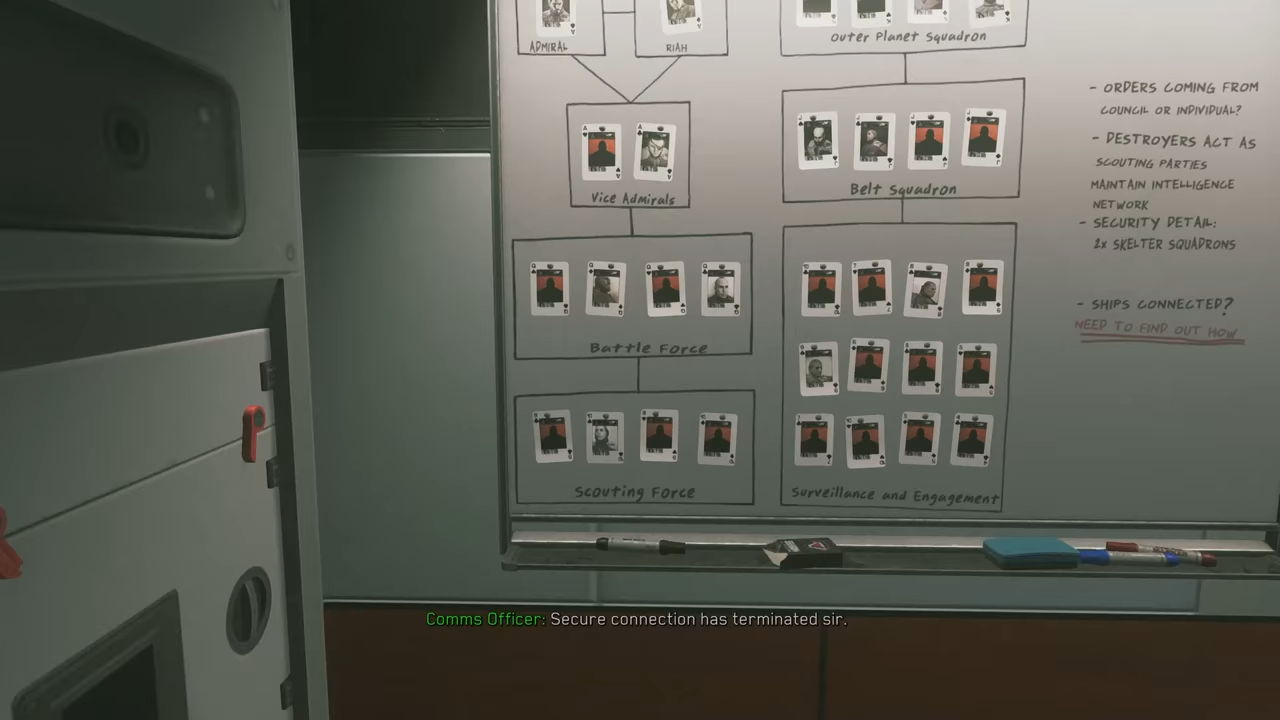 ADMIRAL
RIAH
Outer Planet Squadron
Vice Admirals
Belt Squadron
Battle Force
Scouting Force
Surveillance and Engagement
- ORDERS COMING FROM
COUNCIL OR INDIVIDUAL?
- DESTROYERS ACT AS
SCOUTING PARTIES
MAINTAIN INTELLIGENCE
NETWORK
- SECURITY DETAIL:
2X SKELTER SQUADRONS
- SHIPS CONNECTED?
NEED TO FIND OUT HOW
Comms Officer: Secure connection has terminated sir.